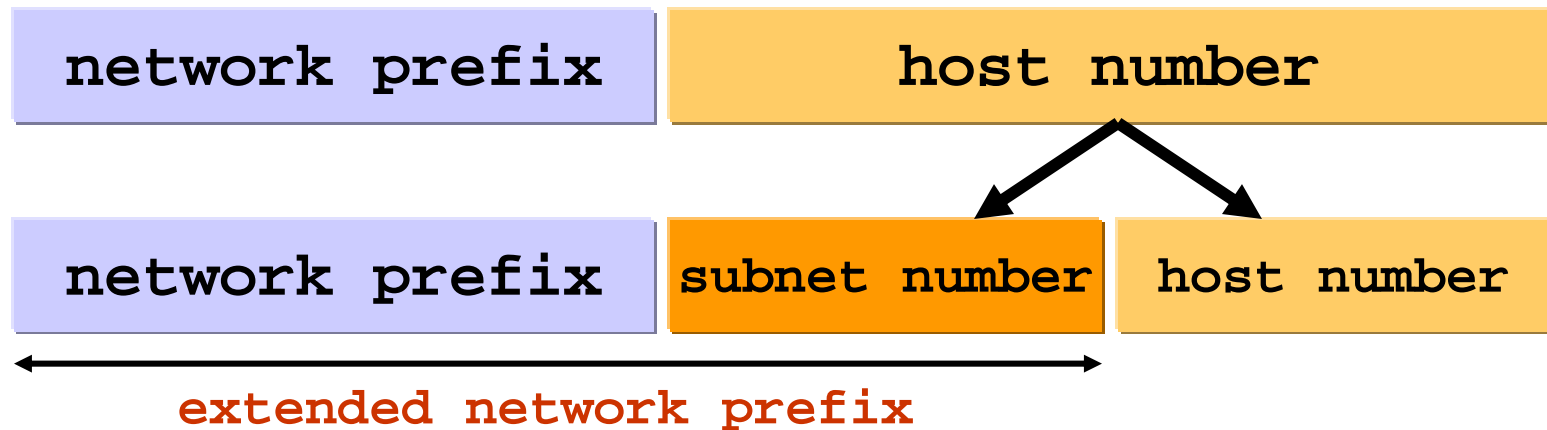 network prefix host number
network prefix subnet number host number
extended network prefix